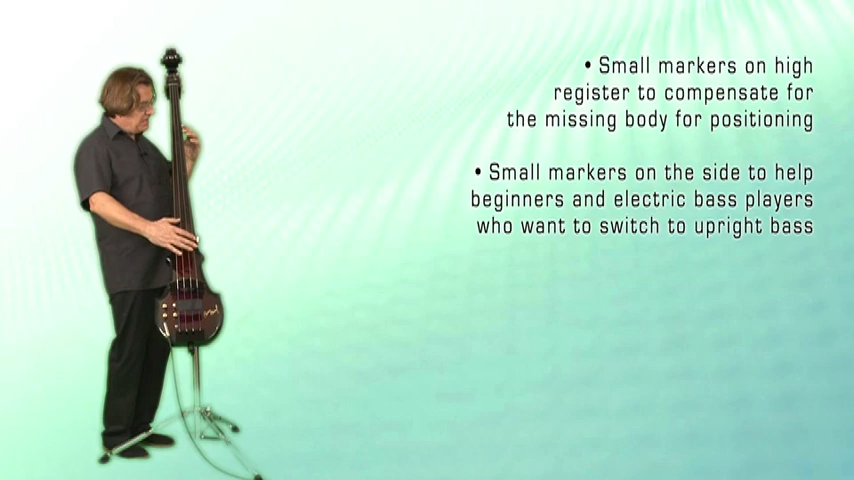 • Small markers on high
register to compensate for
the missing body for positioning
• Small markers on the side to help
beginners and electric bass players
who want to switch to upright bass